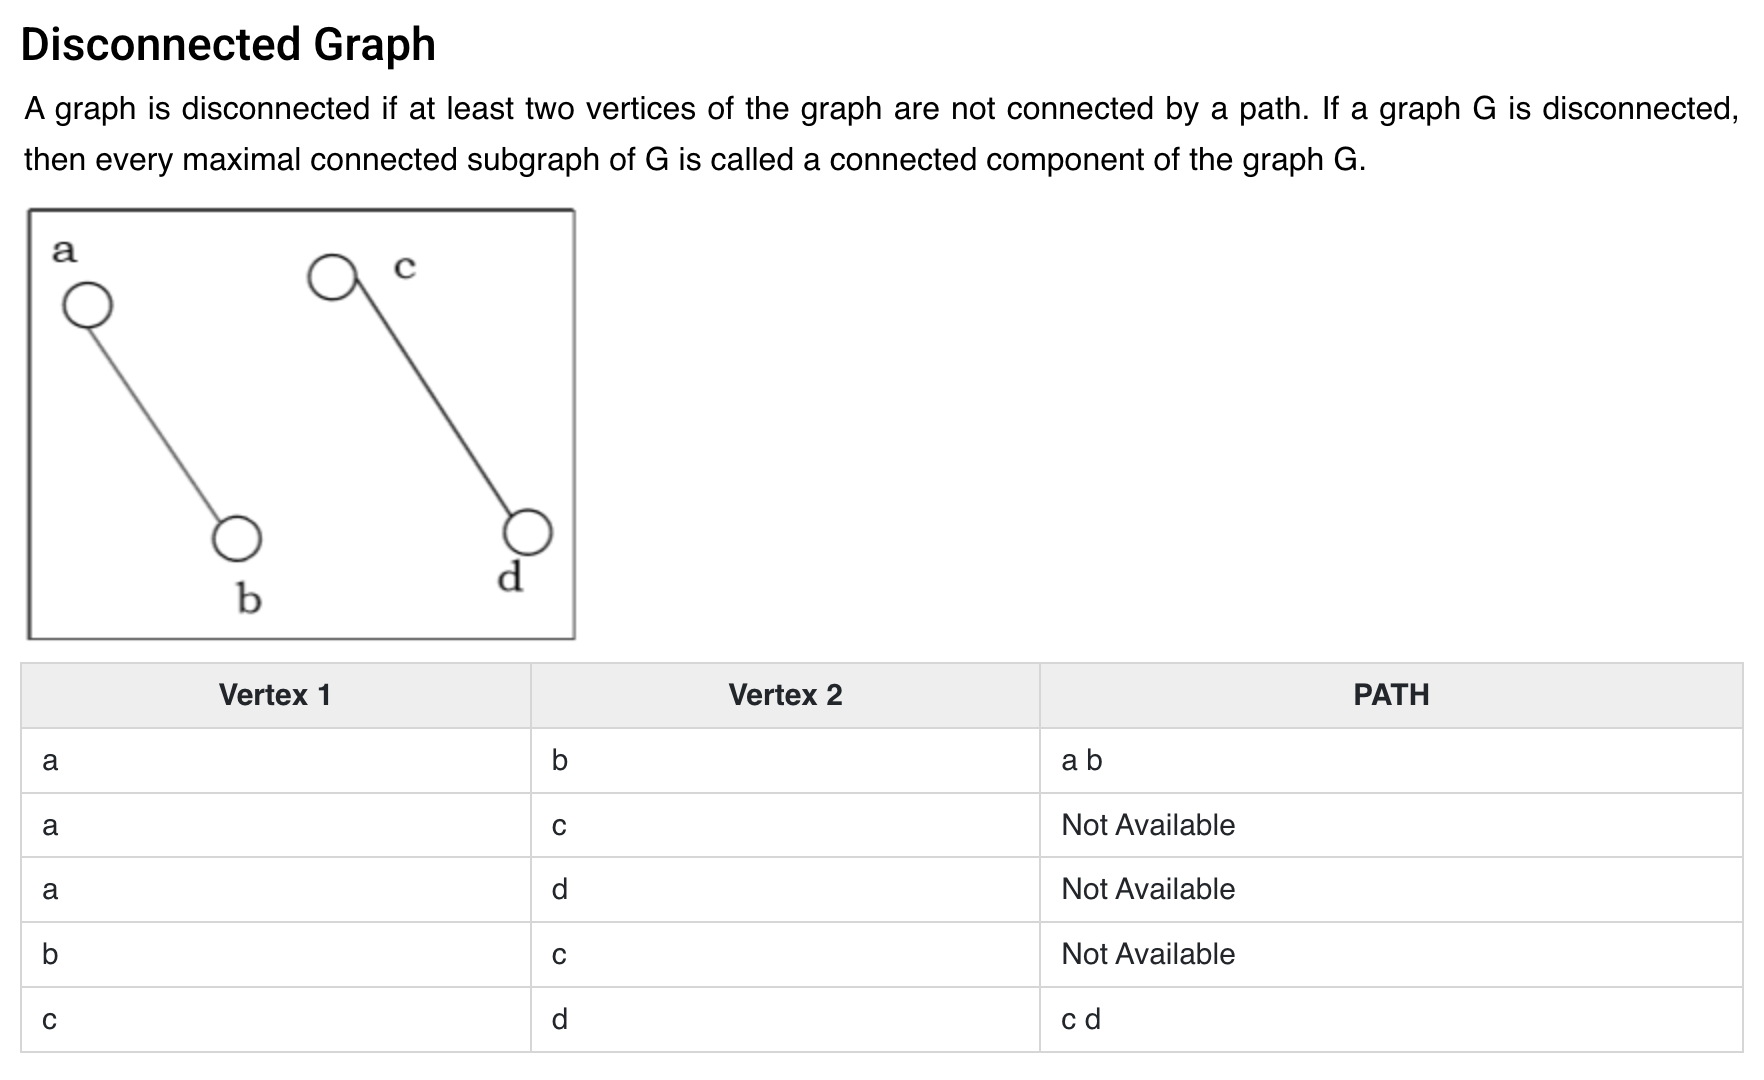 Disconnected Graph
A graph is disconnected if at least two vertices of the graph are not connected by a path. If a graph G is disconnected,
then every maximal connected subgraph of G is called a connected component of the graph G.
a
c
b
d
Vertex 1 Vertex 2 PATH
a b a b
a c Not Available
a d Not Available
b c Not Available
c d c d